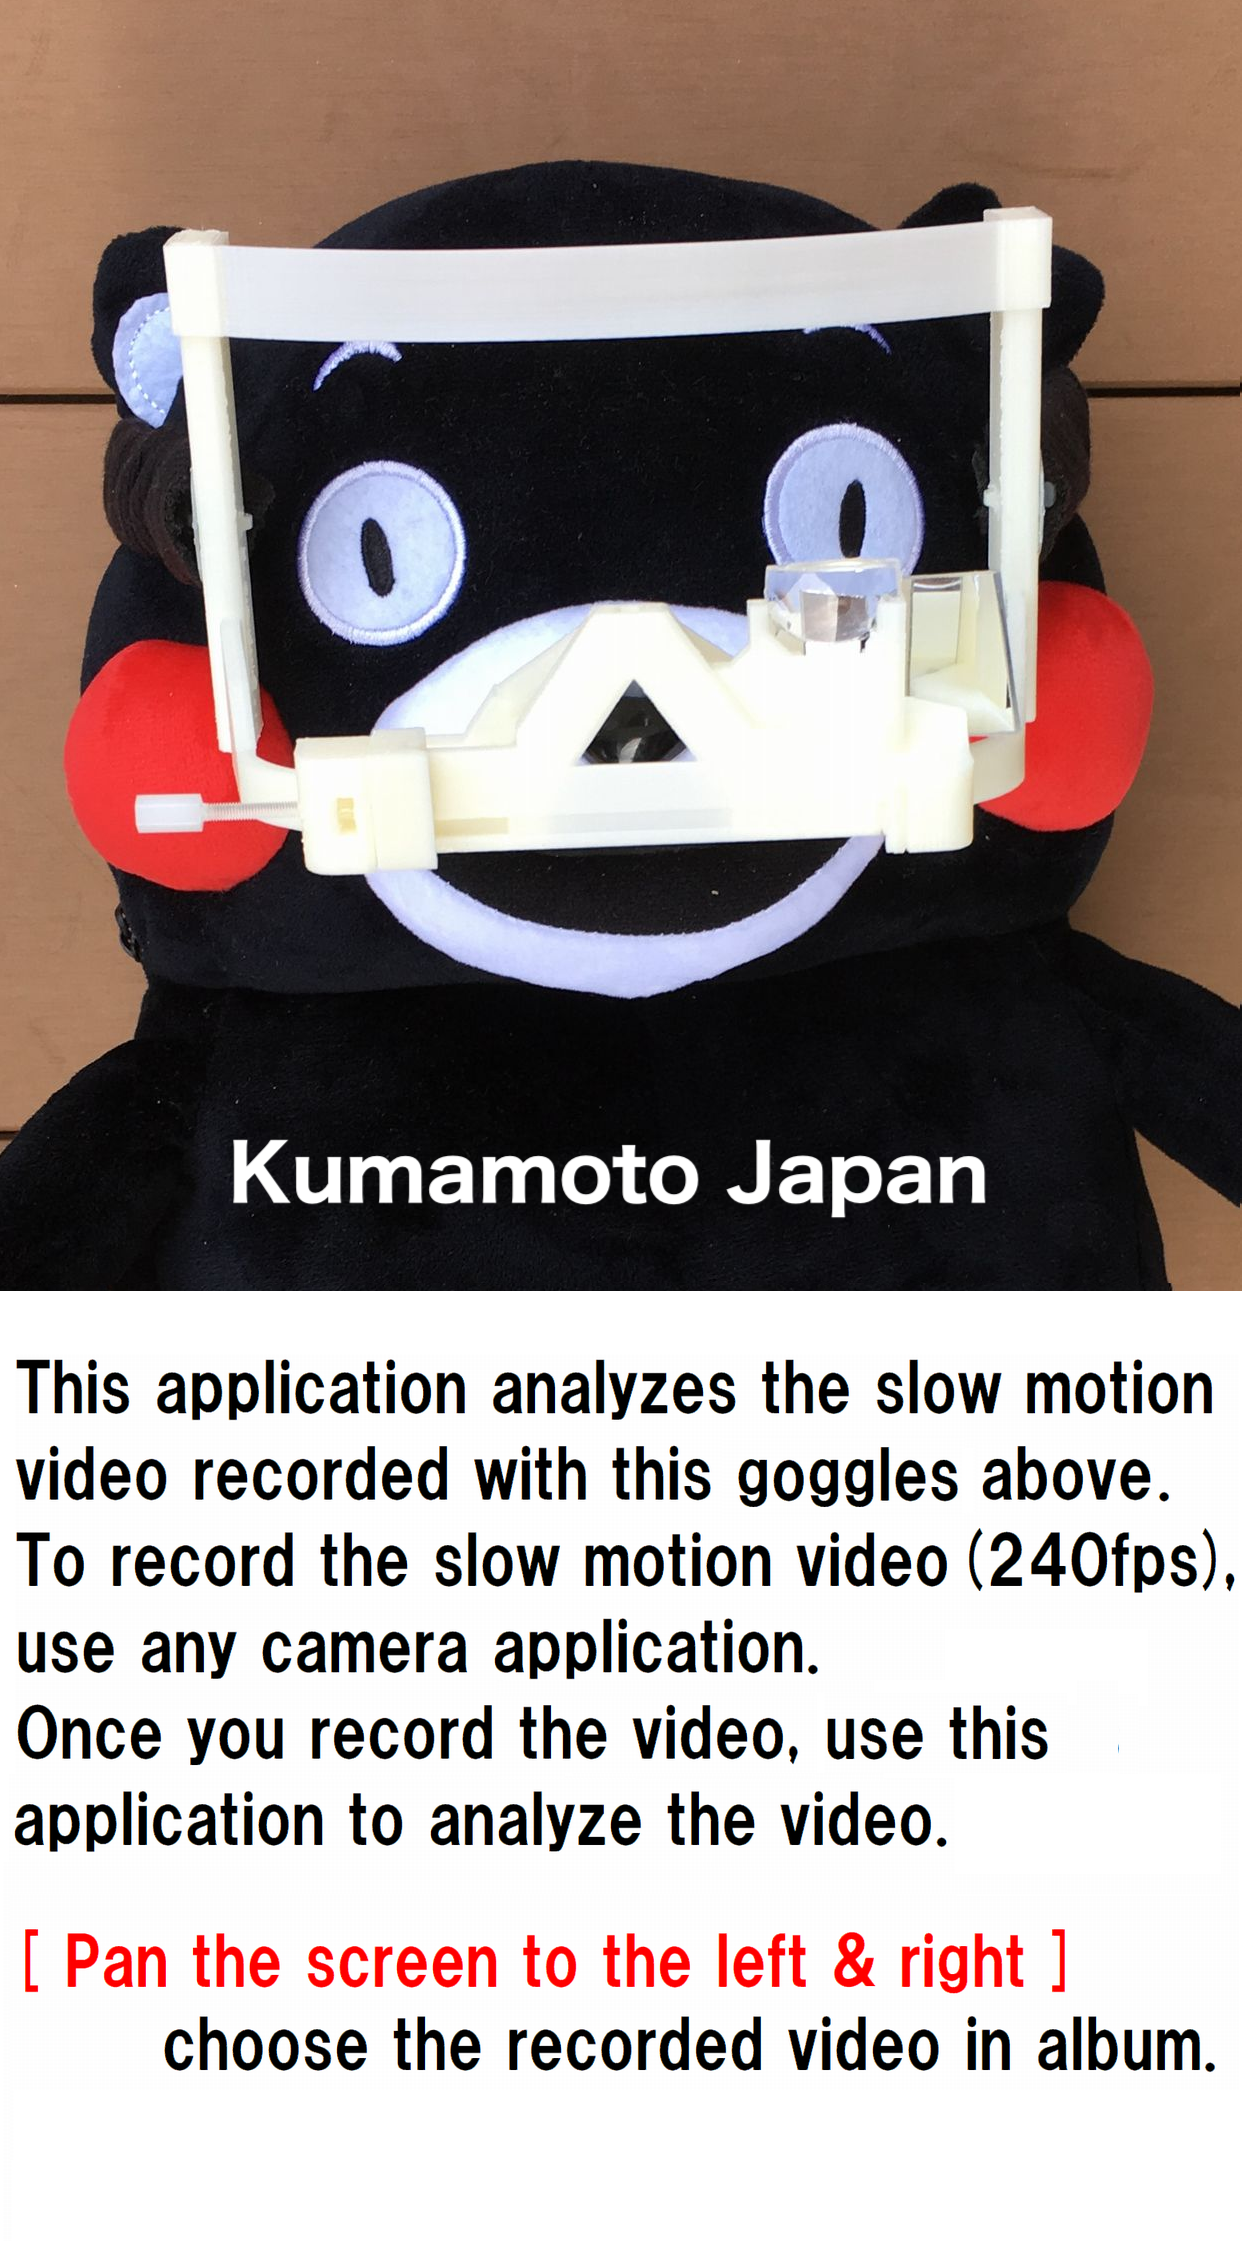 Kumamoto Japan
This application analyzes the slow motion
video recorded with this goggles above.
To record the slow motion video (240fps),
use any camera application.
Once you record the video, use this
application to analyze the video.
[ Pan the screen to the left & right ]
choose the recorded video in album.